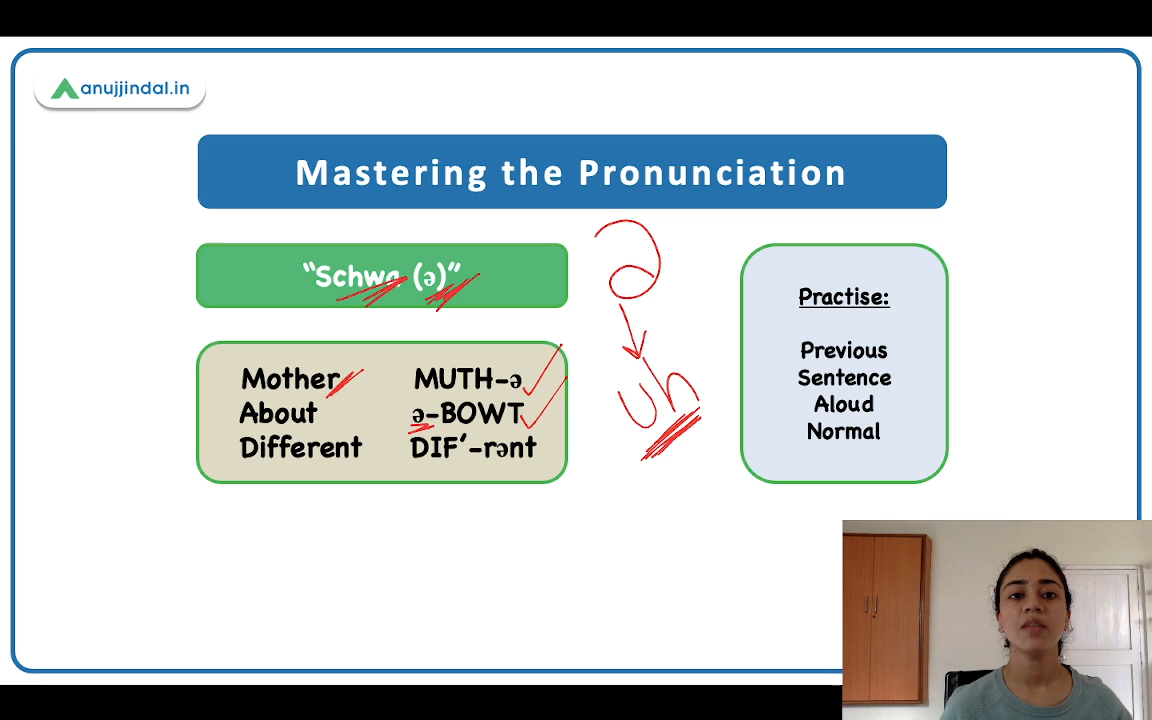 anujjindal.in
Mastering the Pronunciation
"Schwa (ə)"
ə
uh
Mother MUTH-ə
About ə-BOWT
Different DIF'-rənt
Practise:
Previous
Sentence
Aloud
Normal